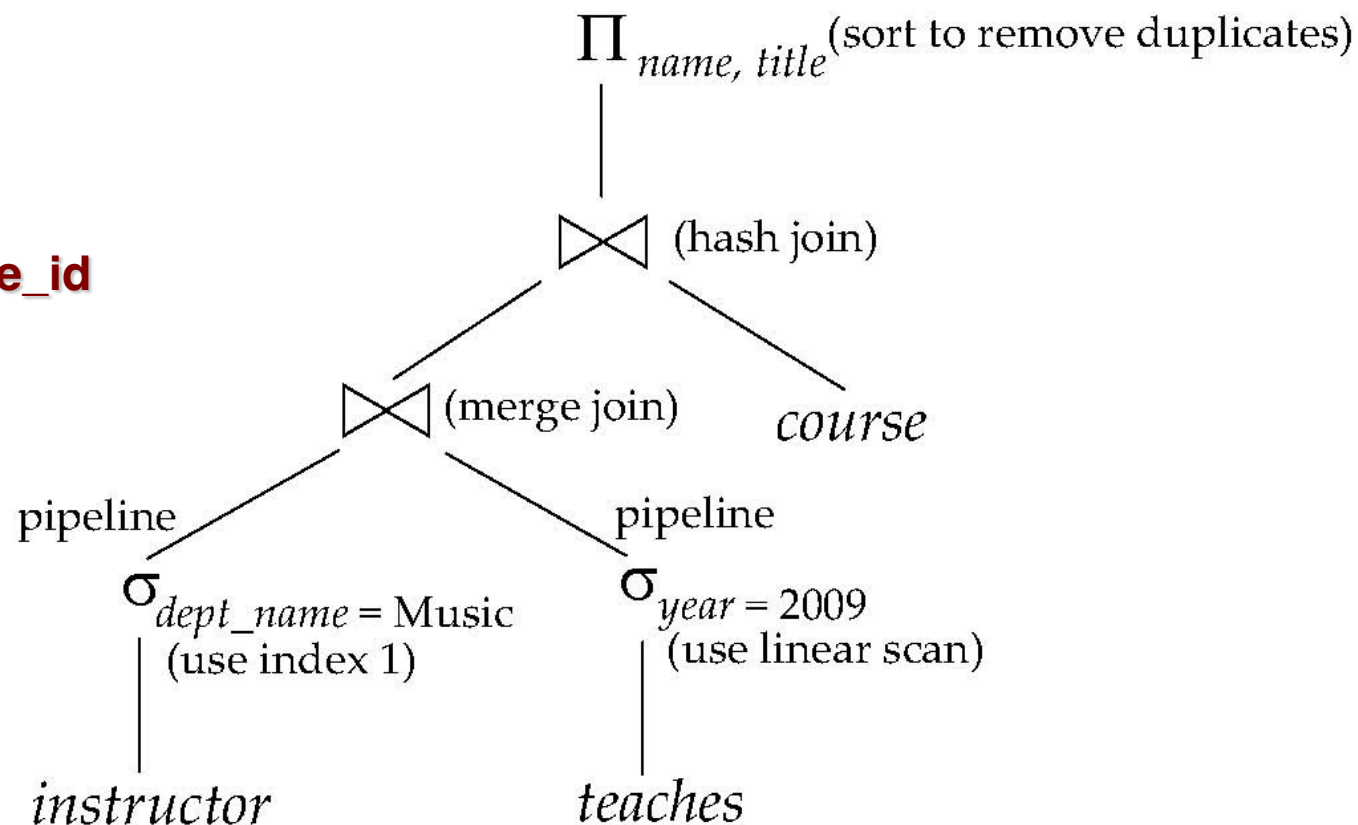 Π name, title (sort to remove duplicates)
(hash join)
e_id
(merge join)
course
pipeline
pipeline
σ dept_name = Music
σ year = 2009
(use index 1)
(use linear scan)
instructor
teaches